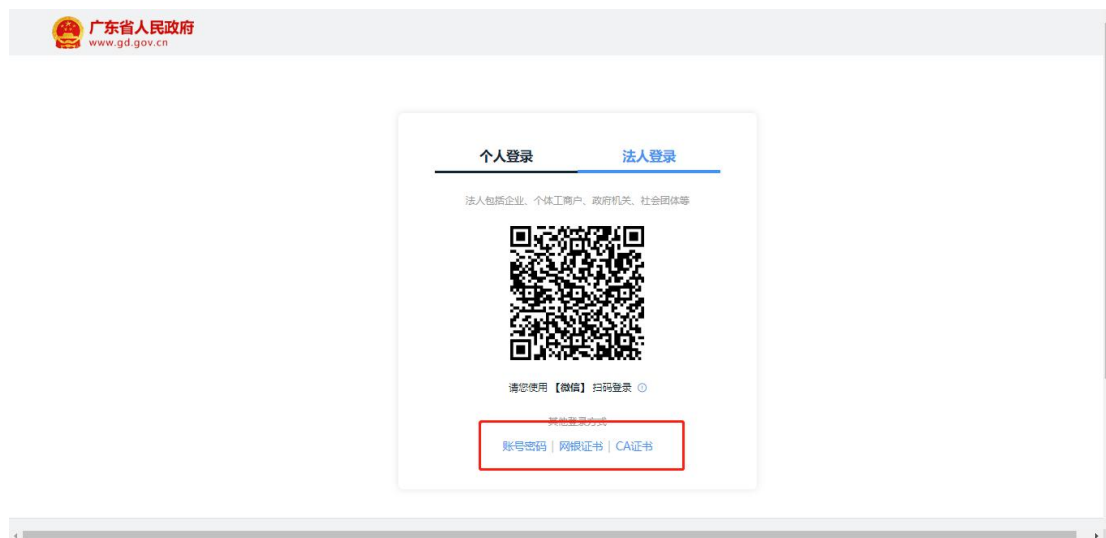 广东省人民政府
www.gd.gov.cn
个人登录 法人登录
法人包括企业、个体工商户、政府机关、社会团体等
请您使用【微信】扫码登录
其他登录方式
账号密码 | 网银证书 | CA证书